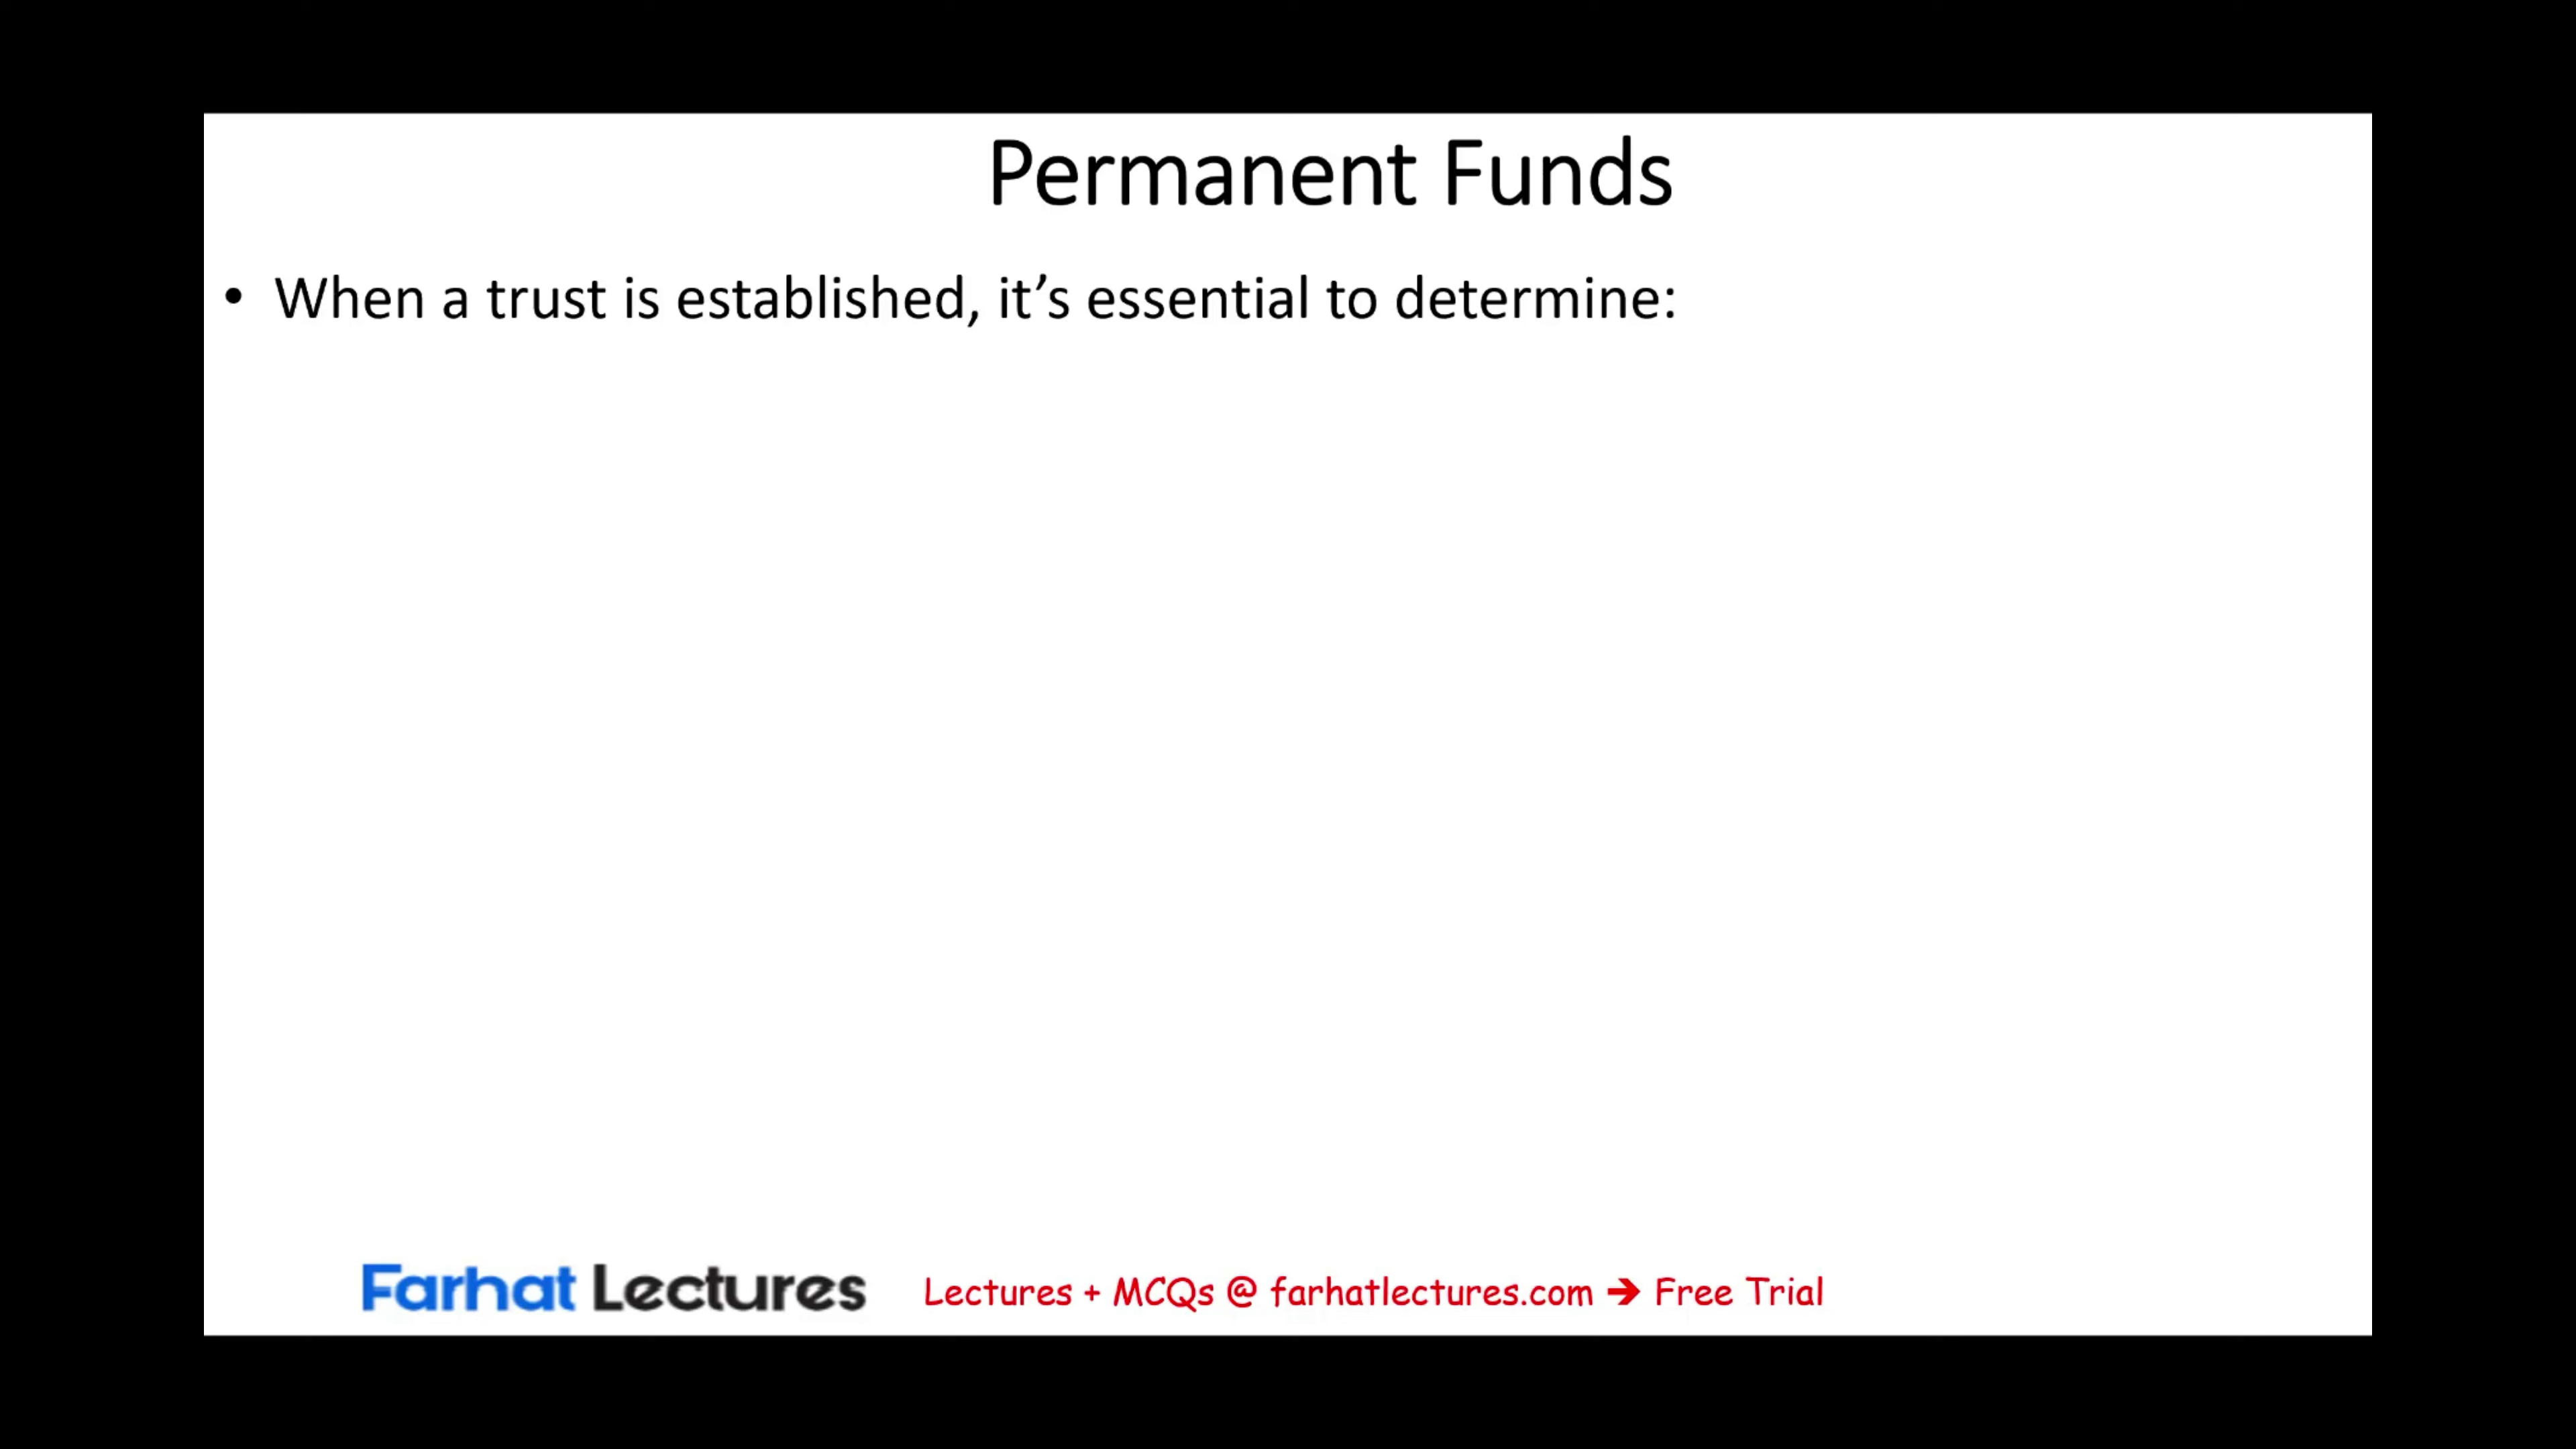 Permanent Funds
• When a trust is established, it’s essential to determine:
Farhat Lectures
Lectures + MCQs @ farhatlectures.com ➔ Free Trial